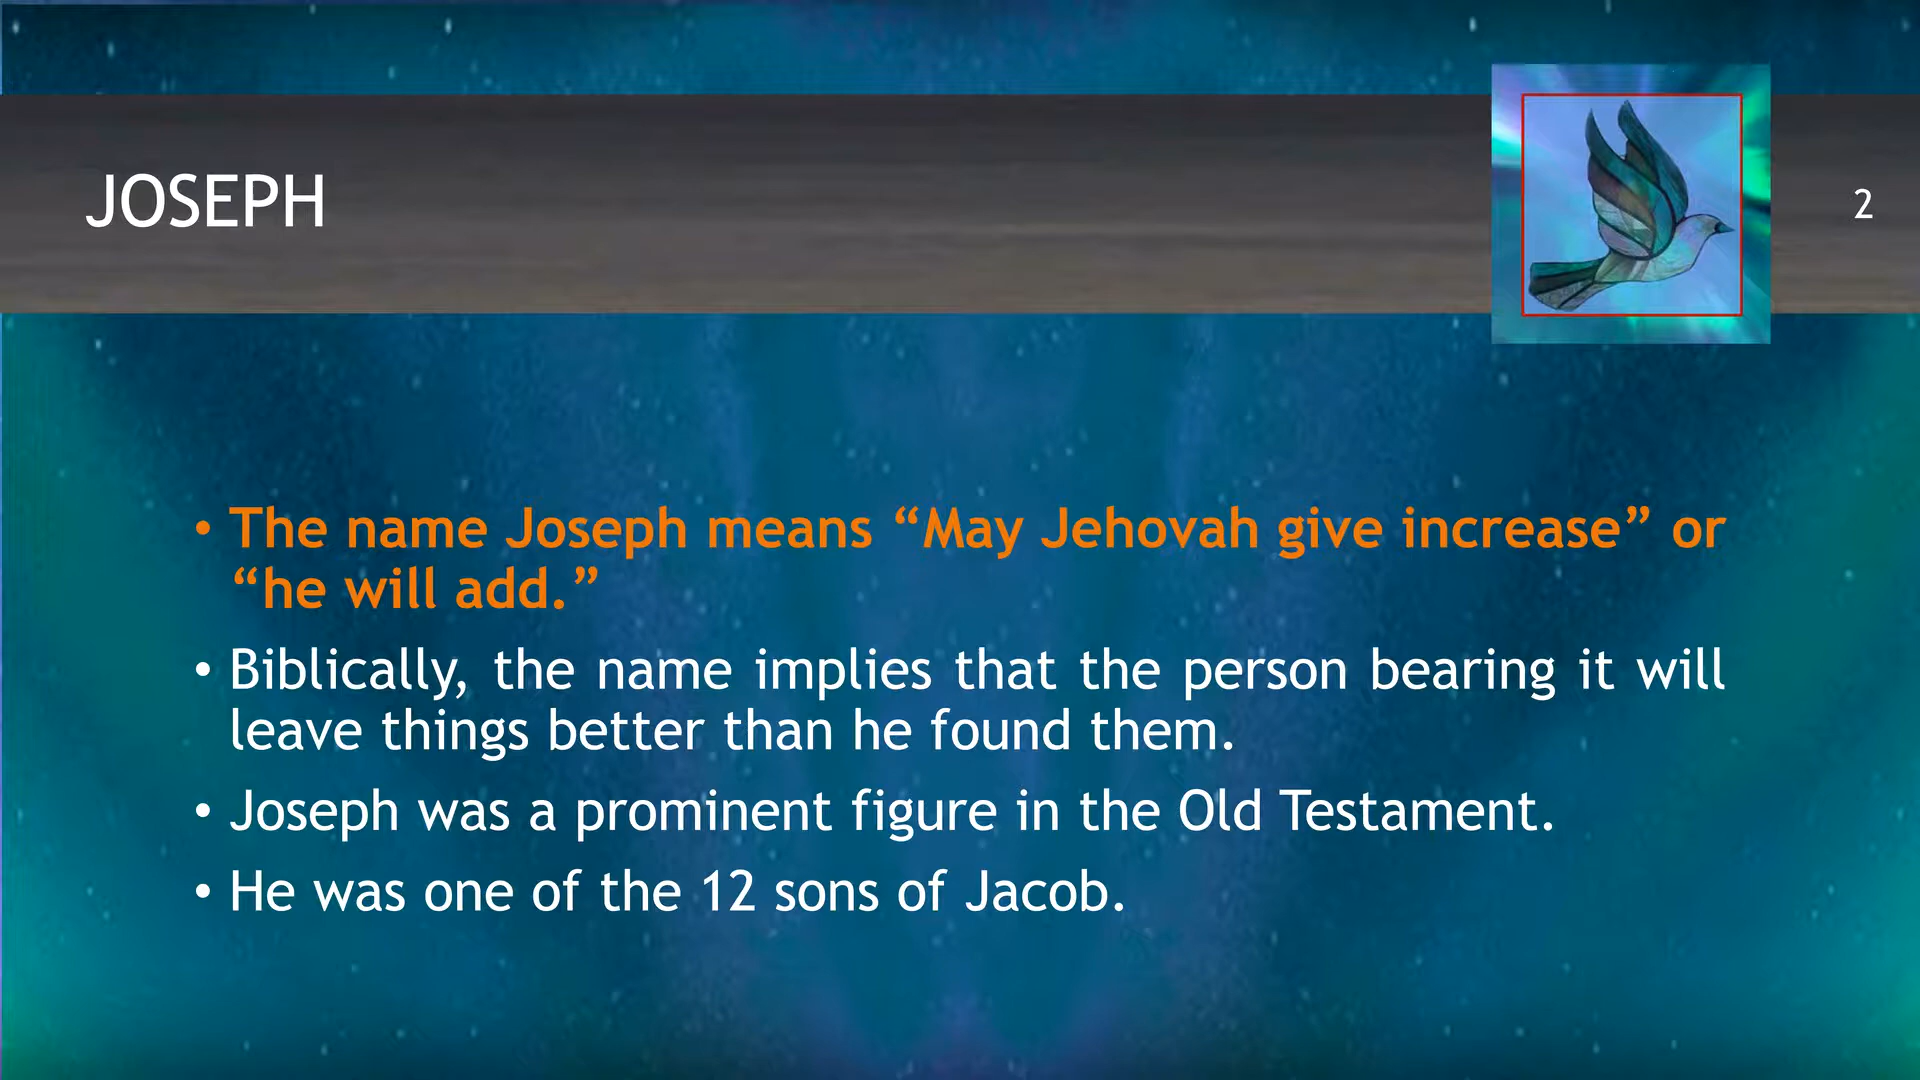 JOSEPH
2
• The name Joseph means “May Jehovah give increase” or
“he will add.”
• Biblically, the name implies that the person bearing it will
leave things better than he found them.
• Joseph was a prominent figure in the Old Testament.
• He was one of the 12 sons of Jacob.